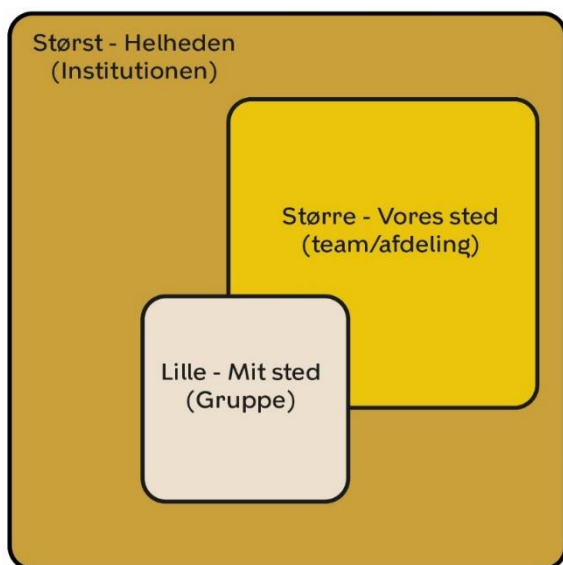 Størst - Helheden
(Institutionen)
Større - Vores sted
(team/afdeling)
Lille - Mit sted
(Gruppe)